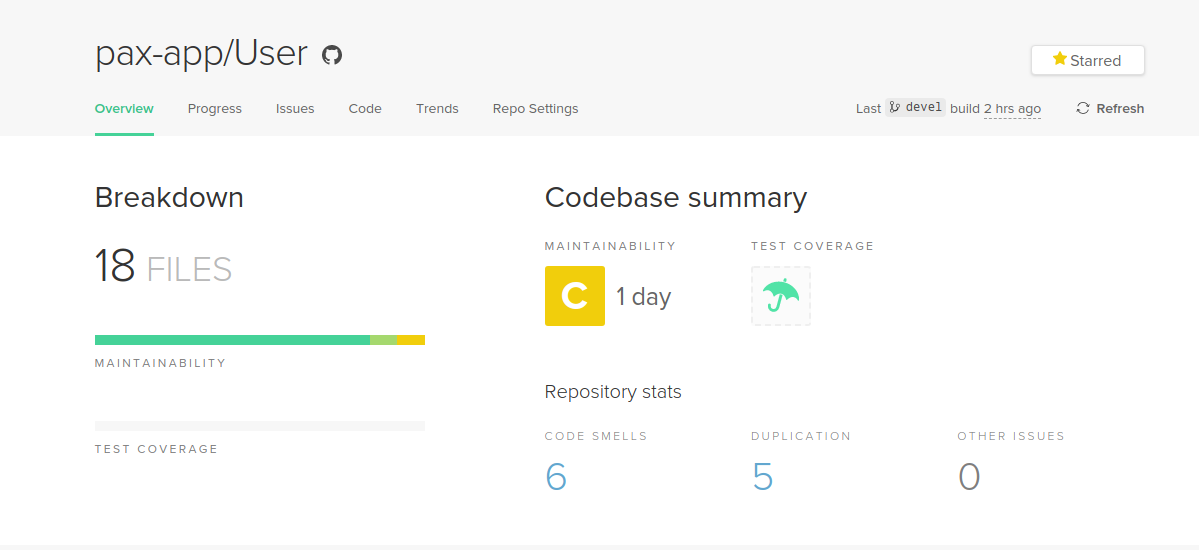 pax-app/User
Starred
Overview Progress Issues Code Trends Repo Settings Last devel build 2 hrs ago Refresh
Breakdown
18 FILES
MAINTAINABILITY
TEST COVERAGE
Codebase summary
MAINTAINABILITY TEST COVERAGE
C 1 day
Repository stats
CODE SMELLS DUPLICATION OTHER ISSUES
6 5 0